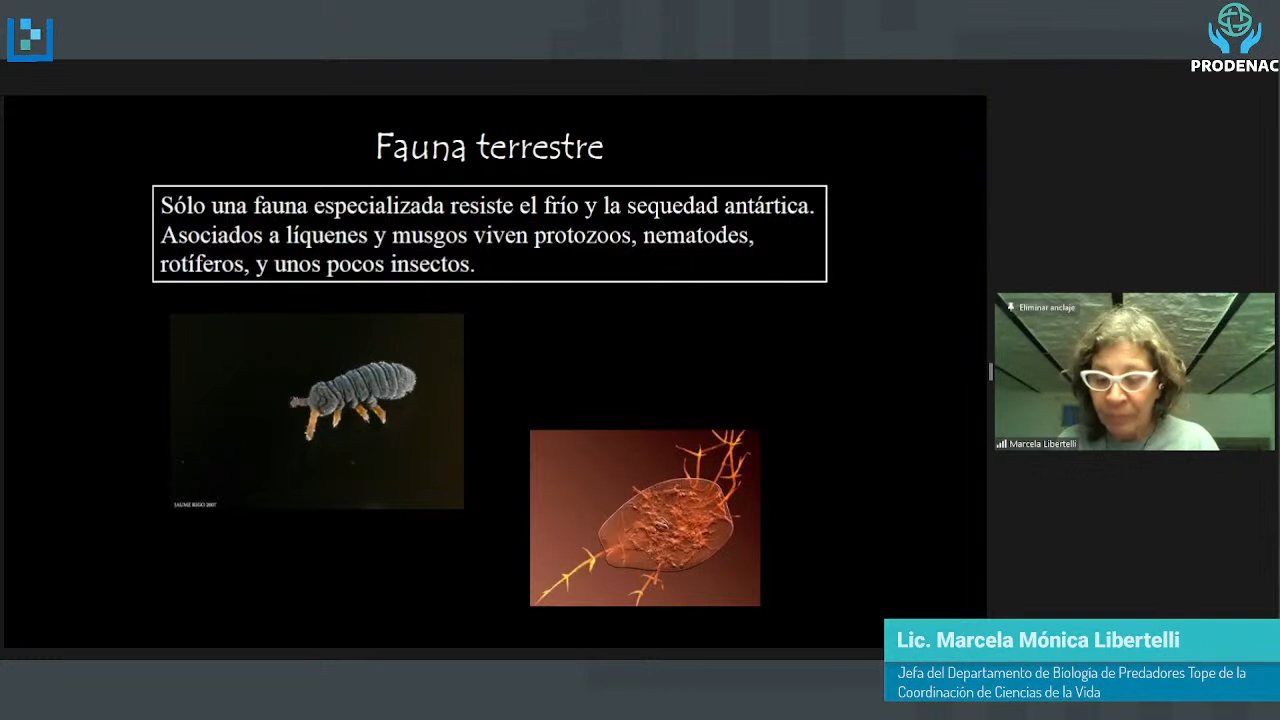 PRODENAC
Fauna terrestre
Sólo una fauna especializada resiste el frío y la sequedad antártica.
Asociados a líquenes y musgos viven protozoos, nematodes,
rotíferos, y unos pocos insectos.
Eliminar anclaje
Marcela Libertelli
JAUME RIGO 2007
Lic. Marcela Mónica Libertelli
Jefa del Departamento de Biología de Predadores Tope de la
Coordinación de Ciencias de la Vida